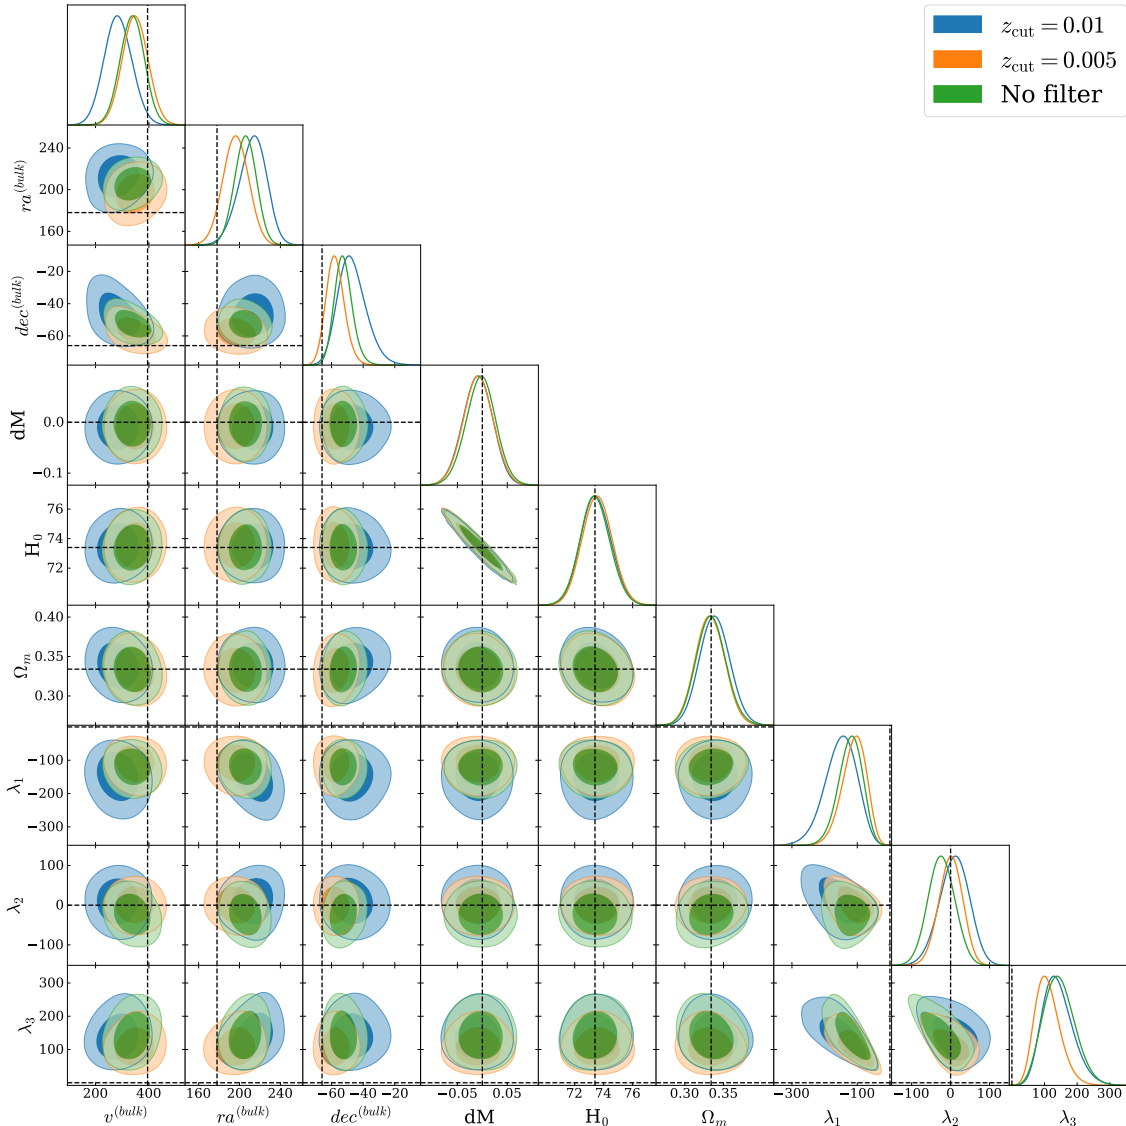 z_cut = 0.01
z_cut = 0.005
No filter
240
200
160
ra^(bulk)
−20
−40
−60
dec^(bulk)
0.0
−0.1
dM
76
74
72
H_0
0.40
0.35
0.30
Ω_m
−100
−200
−300
λ_1
100
0
−100
λ_2
300
200
100
λ_3
200 400
160 200 240
−60 −40 −20
−0.05 0.05
72 76
0.30 0.35
−300 −100
−100 0 100
100 200 300
v^(bulk) ra^(bulk) dec^(bulk) dM H_0 Ω_m λ_1 λ_2 λ_3